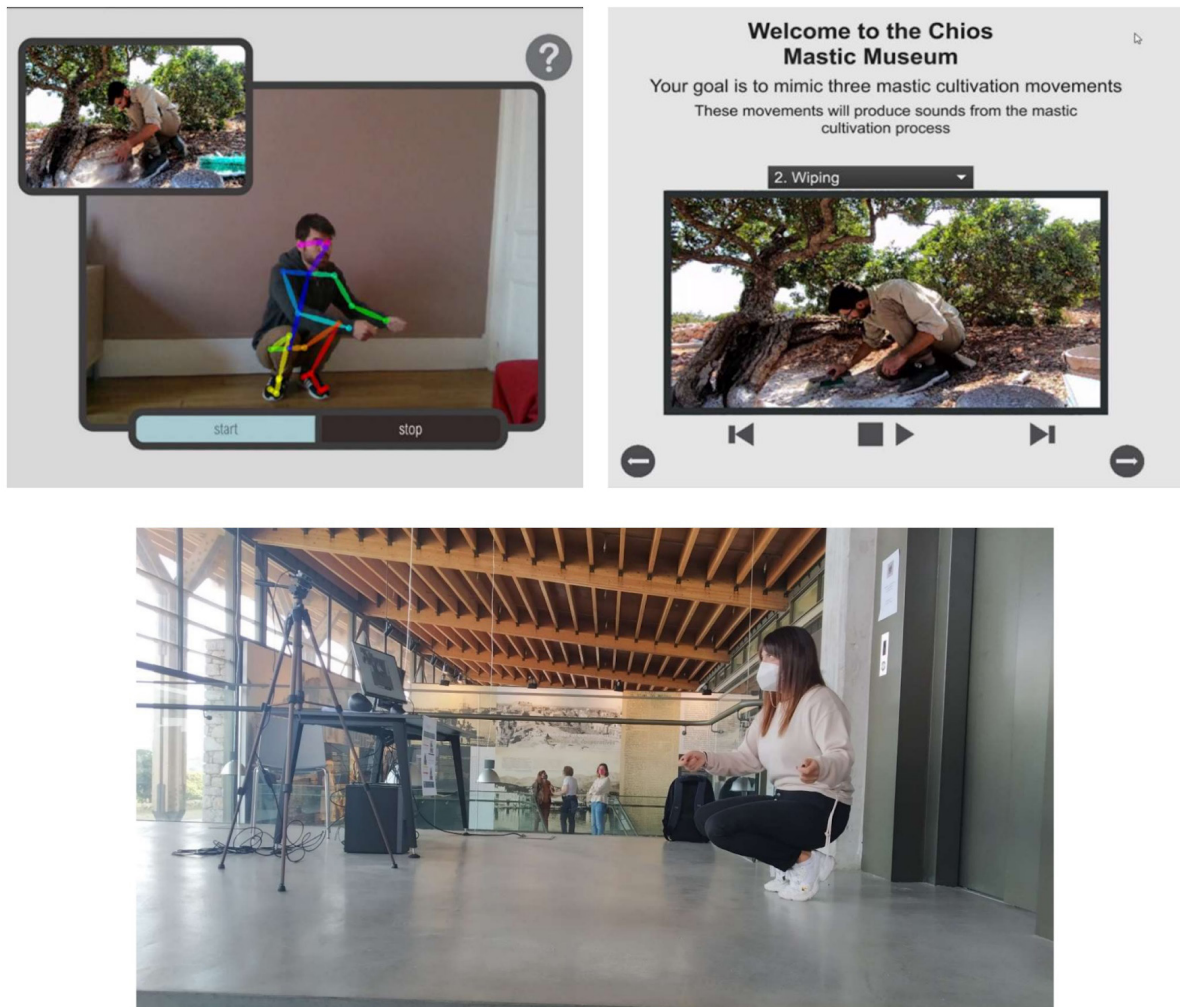 ?
start
stop
Welcome to the Chios
Mastic Museum
Your goal is to mimic three mastic cultivation movements
These movements will produce sounds from the mastic
cultivation process
2. Wiping